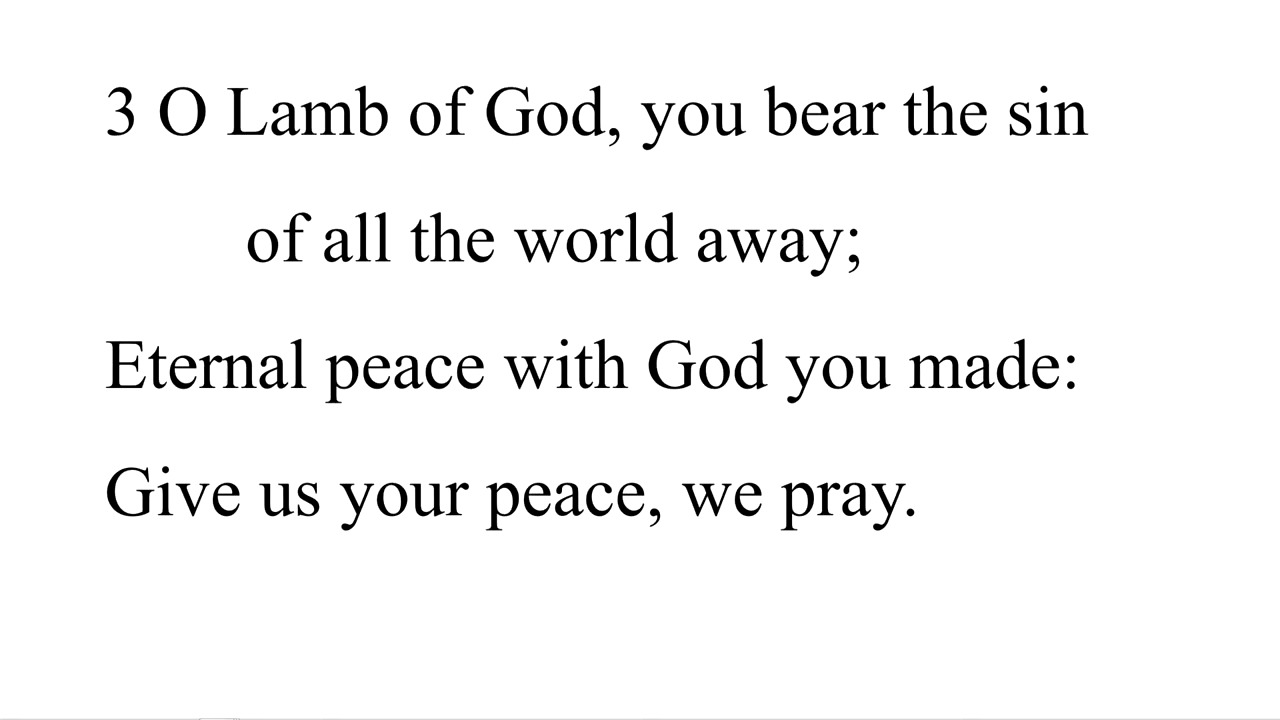 3 O Lamb of God, you bear the sin
of all the world away;
Eternal peace with God you made:
Give us your peace, we pray.